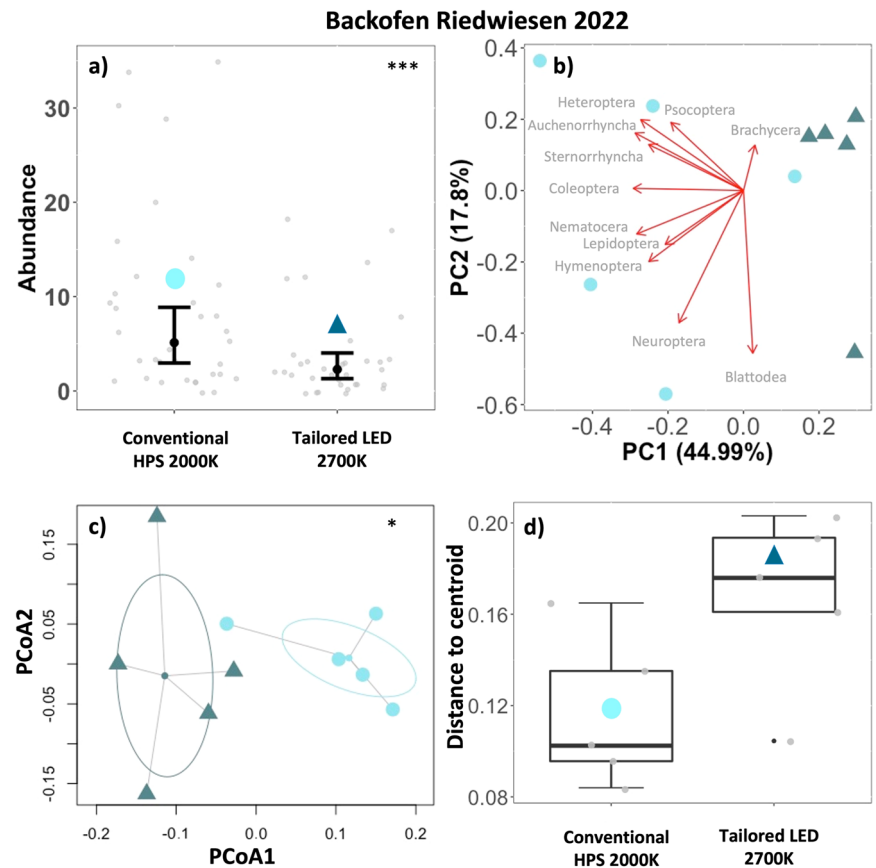 Backofen Riedwiesen 2022
a)
***
Abundance
30
20
10
0
Conventional
HPS 2000K
Tailored LED
2700K
b)
PC2 (17.8%)
0.4
0.2
0.0
-0.2
-0.4
-0.6
Heteroptera
Psocoptera
Auchenorrhyncha
Brachycera
Sternorrhyncha
Coleoptera
Nematocera
Lepidoptera
Hymenoptera
Neuroptera
Blattodea
-0.4 -0.2 0.0 0.2
PC1 (44.99%)
c)
*
PCoA2
0.15
0.05
-0.05
-0.15
-0.2 -0.1 0.0 0.1 0.2
PCoA1
d)
Distance to centroid
0.20
0.16
0.12
0.08
Conventional
HPS 2000K
Tailored LED
2700K